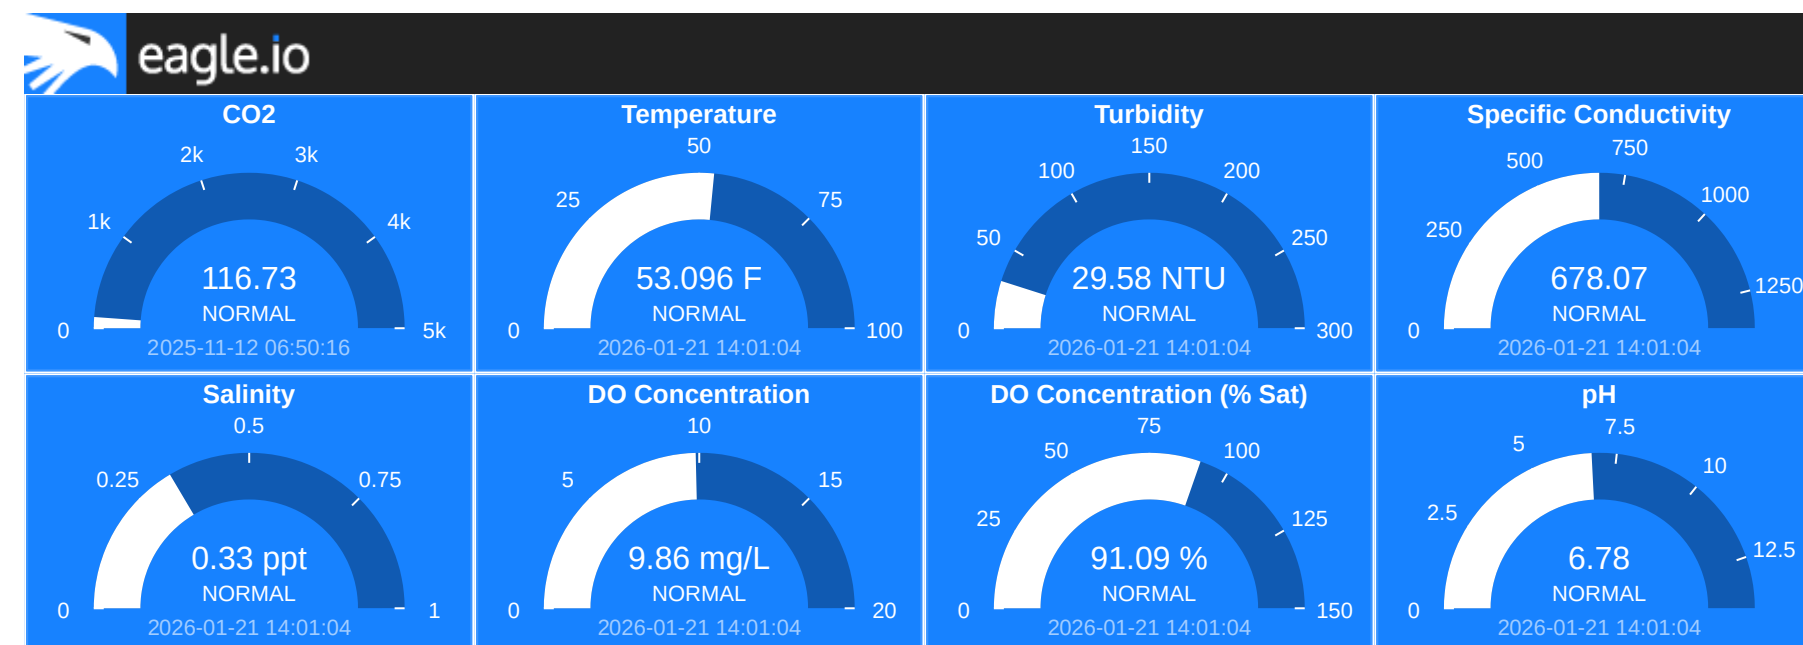 eagle.io
CO2
0
1k
2k
3k
4k
5k
116.73
NORMAL
2025-11-12 06:50:16
Temperature
0
25
50
75
100
53.096 F
NORMAL
2026-01-21 14:01:04
Turbidity
0
50
100
150
200
250
300
29.58 NTU
NORMAL
2026-01-21 14:01:04
Specific Conductivity
0
250
500
750
1000
1250
678.07
NORMAL
2026-01-21 14:01:04
Salinity
0
0.25
0.5
0.75
1
0.33 ppt
NORMAL
2026-01-21 14:01:04
DO Concentration
0
5
10
15
20
9.86 mg/L
NORMAL
2026-01-21 14:01:04
DO Concentration (% Sat)
0
25
50
75
100
125
150
91.09 %
NORMAL
2026-01-21 14:01:04
pH
0
2.5
5
7.5
10
12.5
6.78
NORMAL
2026-01-21 14:01:04